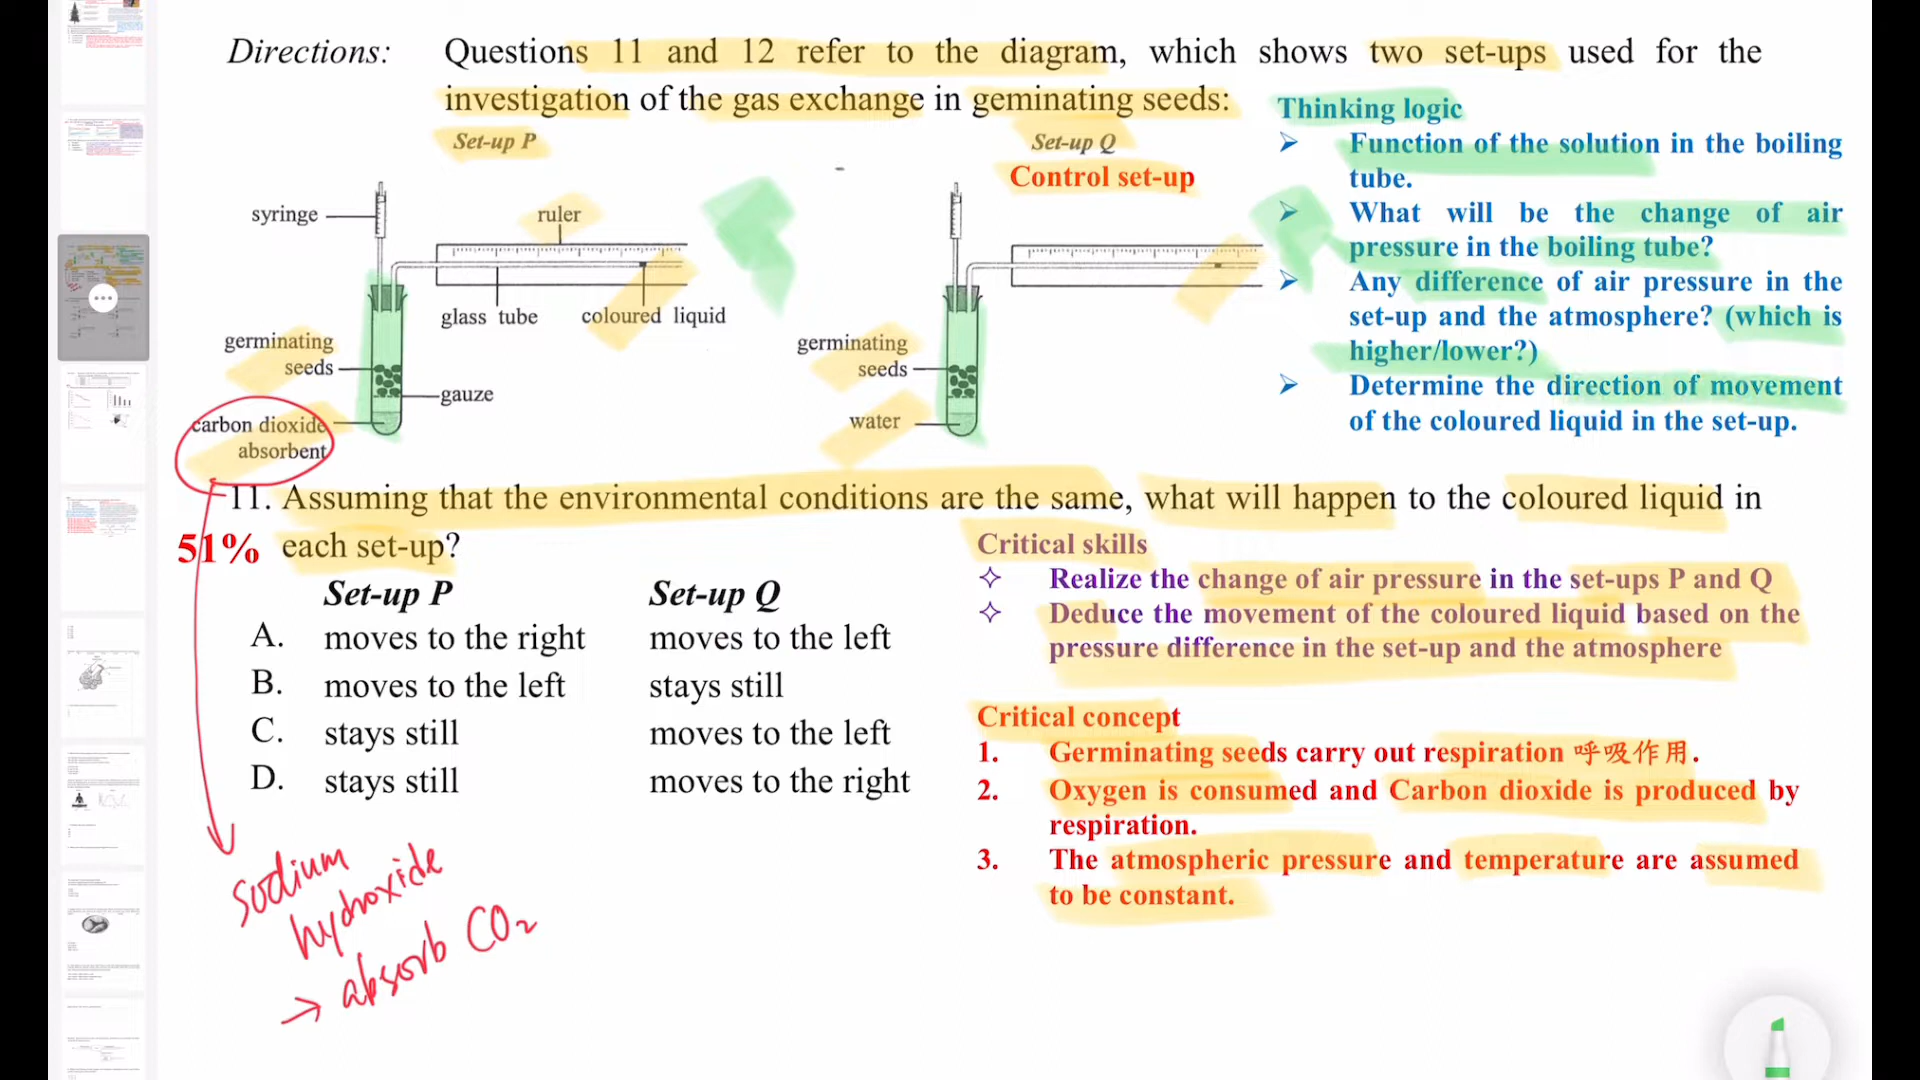 Directions: Questions 11 and 12 refer to the diagram, which shows two set-ups used for the
investigation of the gas exchange in geminating seeds:
Set-up P
Set-up Q
Control set-up
syringe
ruler
glass tube
coloured liquid
germinating
seeds
gauze
carbon dioxide
absorbent
germinating
seeds
water
Thinking logic
➢ Function of the solution in the boiling
tube.
➢ What will be the change of air
pressure in the boiling tube?
➢ Any difference of air pressure in the
set-up and the atmosphere? (which is
higher/lower?)
➢ Determine the direction of movement
of the coloured liquid in the set-up.
11. Assuming that the environmental conditions are the same, what will happen to the coloured liquid in
51% each set-up?
Set-up P Set-up Q
A. moves to the right moves to the left
B. moves to the left stays still
C. stays still moves to the left
D. stays still moves to the right
sodium
hydroxide
→ absorb CO₂
Critical skills
✧ Realize the change of air pressure in the set-ups P and Q
✧ Deduce the movement of the coloured liquid based on the
pressure difference in the set-up and the atmosphere
Critical concept
1. Germinating seeds carry out respiration 呼吸作用.
2. Oxygen is consumed and Carbon dioxide is produced by
respiration.
3. The atmospheric pressure and temperature are assumed
to be constant.